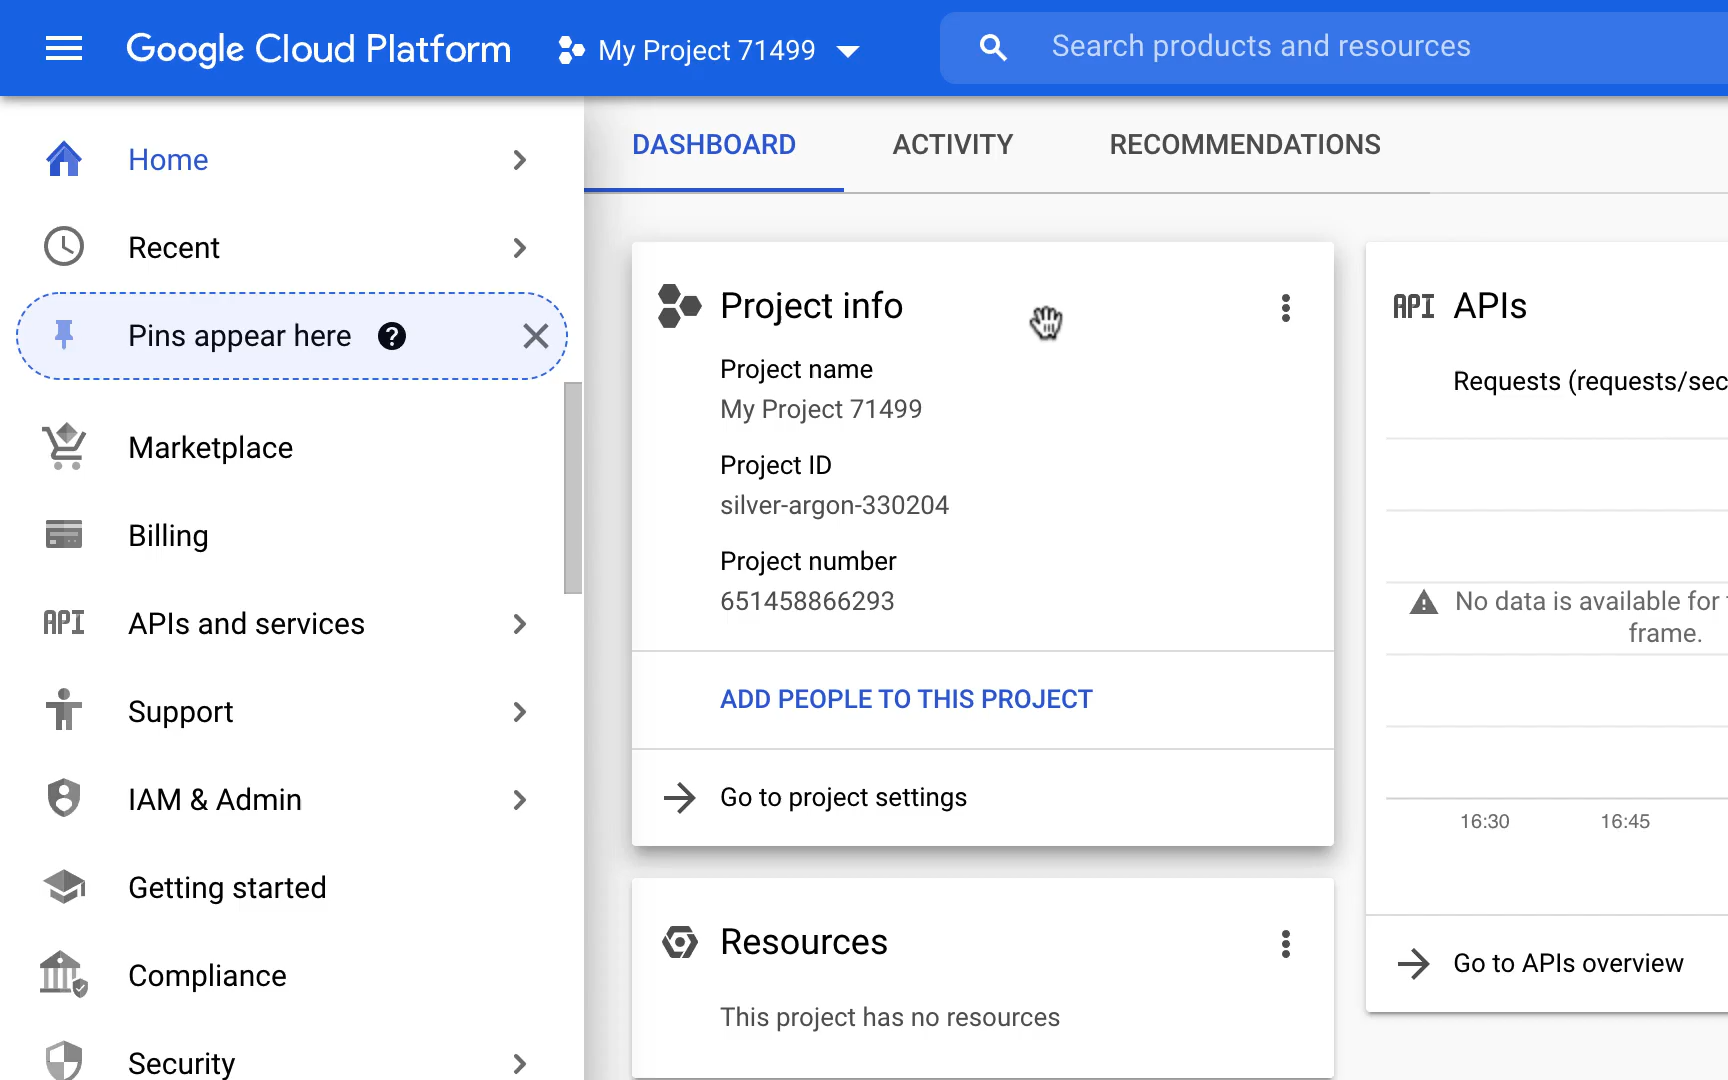 Google Cloud Platform
My Project 71499
Search products and resources
Home
Recent
Pins appear here ?
Marketplace
Billing
API APIs and services
Support
IAM & Admin
Getting started
Compliance
Security
DASHBOARD
ACTIVITY
RECOMMENDATIONS
Project info
Project name
My Project 71499
Project ID
silver-argon-330204
Project number
651458866293
ADD PEOPLE TO THIS PROJECT
Go to project settings
Resources
This project has no resources
API APIs
Requests (requests/sec
No data is available for
frame.
16:30
16:45
Go to APIs overview